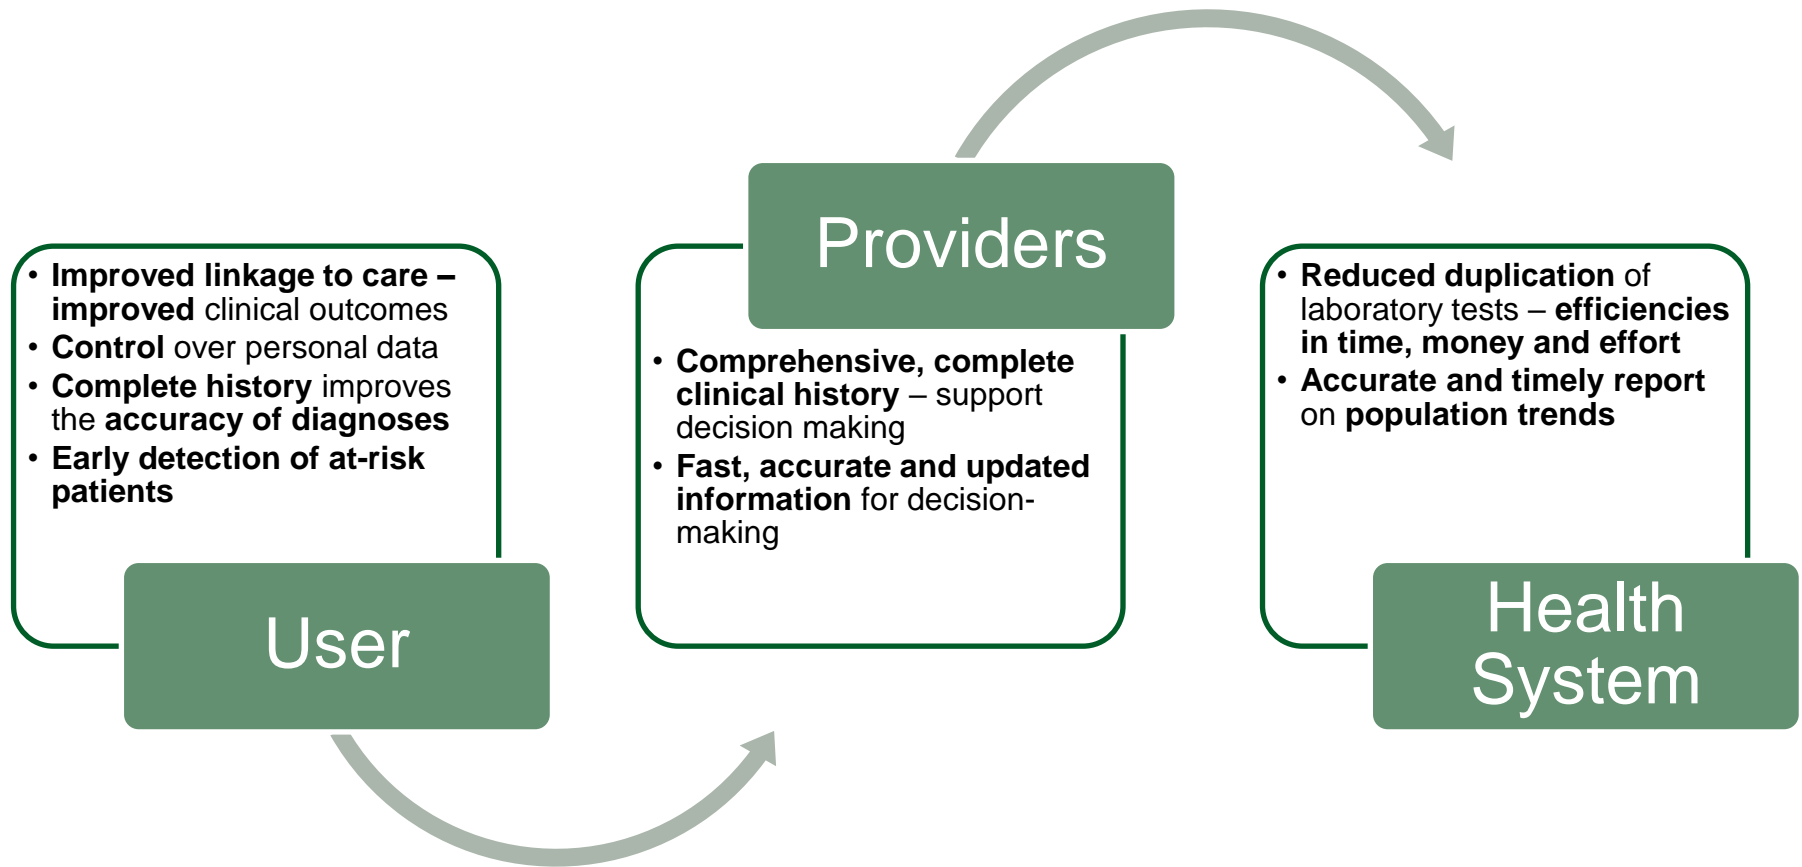 • Improved linkage to care –
improved clinical outcomes
• Control over personal data
• Complete history improves
the accuracy of diagnoses
• Early detection of at-risk
patients
User
Providers
• Comprehensive, complete
clinical history – support
decision making
• Fast, accurate and updated
information for decision-
making
• Reduced duplication of
laboratory tests – efficiencies
in time, money and effort
• Accurate and timely report
on population trends
Health
System